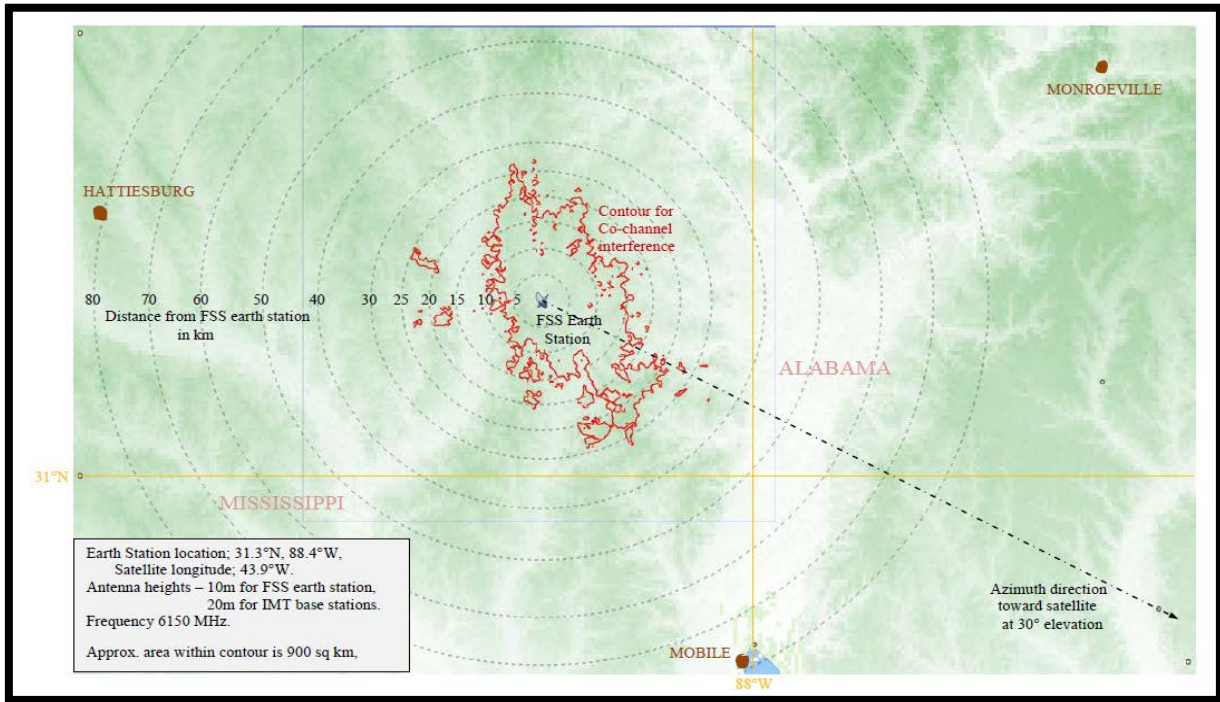 MONROEVILLE
HATTIESBURG
Contour for
Co-channel
interference
80 70 60 50 40 30 25 20 15 10 5
Distance from FSS earth station
in km
FSS Earth
Station
ALABAMA
31°N
MISSISSIPPI
Earth Station location; 31.3°N, 88.4°W,
Satellite longitude; 43.9°W.
Antenna heights – 10m for FSS earth station,
20m for IMT base stations.
Frequency 6150 MHz.
Approx. area within contour is 900 sq km,
Azimuth direction
toward satellite
at 30° elevation
MOBILE
88°W